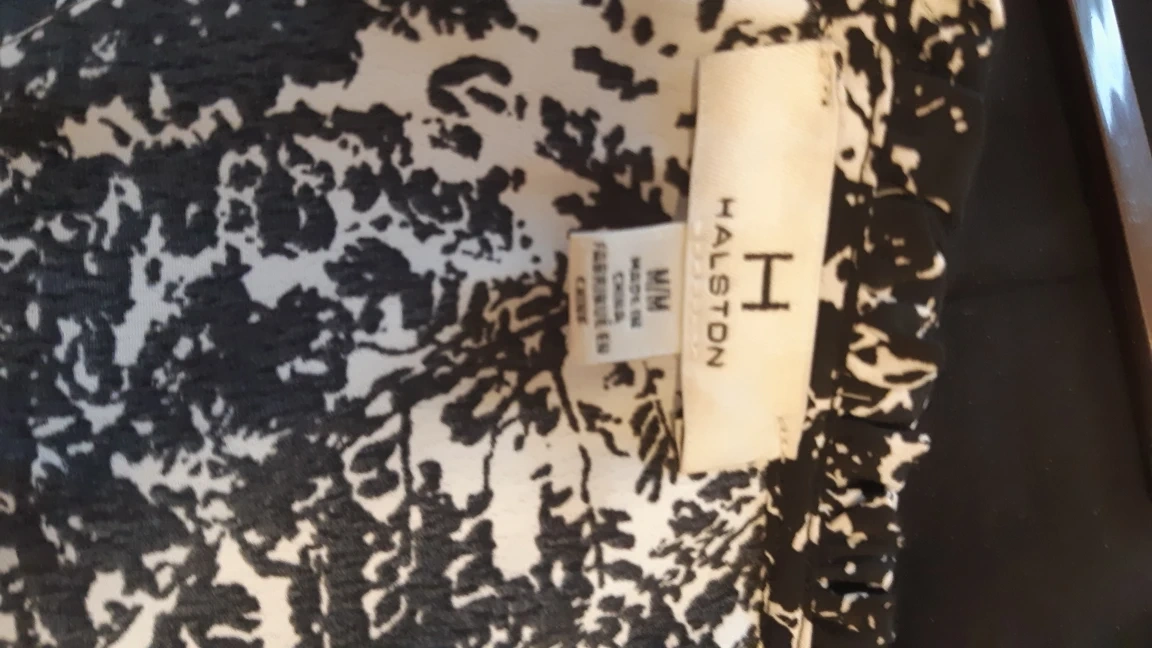 H
HALSTON
M/M
MADE IN
CHINA
FABRIQUÉ EN
CHINE